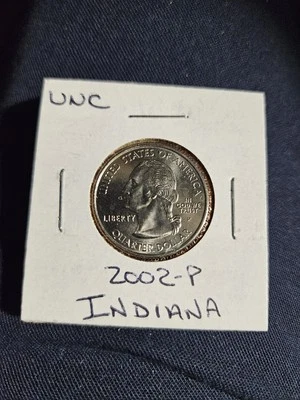 UNC
UNITED STATES OF AMERICA
LIBERTY
IN
GOD WE
TRUST
P
QUARTER DOLLAR
2002-P
INDIANA